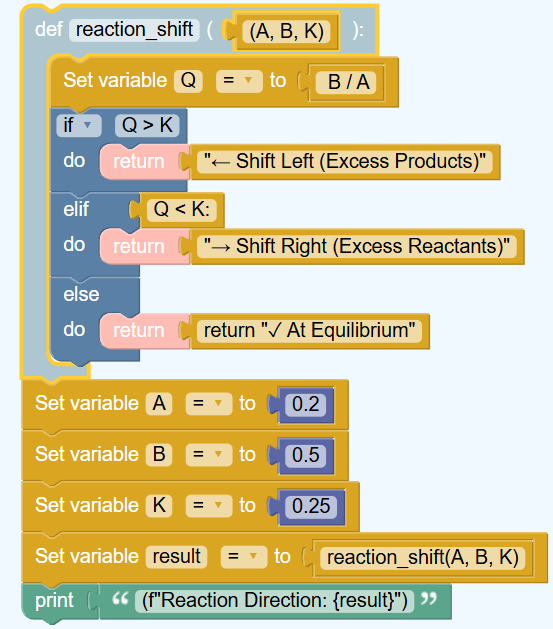 def reaction_shift ( (A, B, K) ):
Set variable Q = to B / A
if Q > K
do return "← Shift Left (Excess Products)"
elif Q < K:
do return "→ Shift Right (Excess Reactants)"
else
do return return "✓ At Equilibrium"
Set variable A = to 0.2
Set variable B = to 0.5
Set variable K = to 0.25
Set variable result = to reaction_shift(A, B, K)
print “ (f"Reaction Direction: {result}") ”